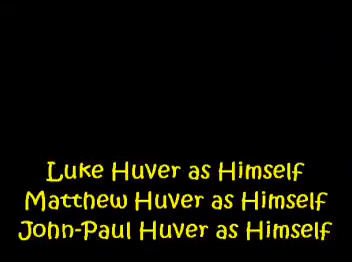 Luke Huver as Himself
Matthew Huver as Himself
John-Paul Huver as Himself